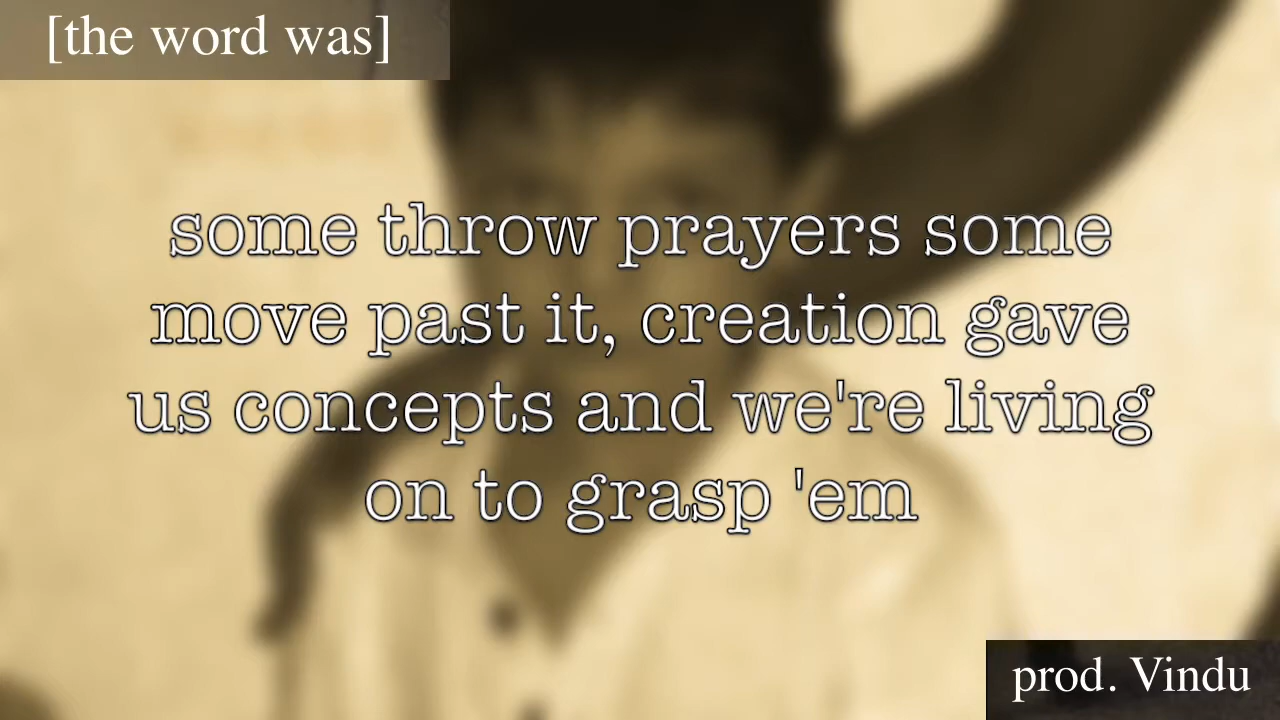 [the word was]
some throw prayers some
move past it, creation gave
us concepts and we're living
on to grasp 'em
prod. Vindu